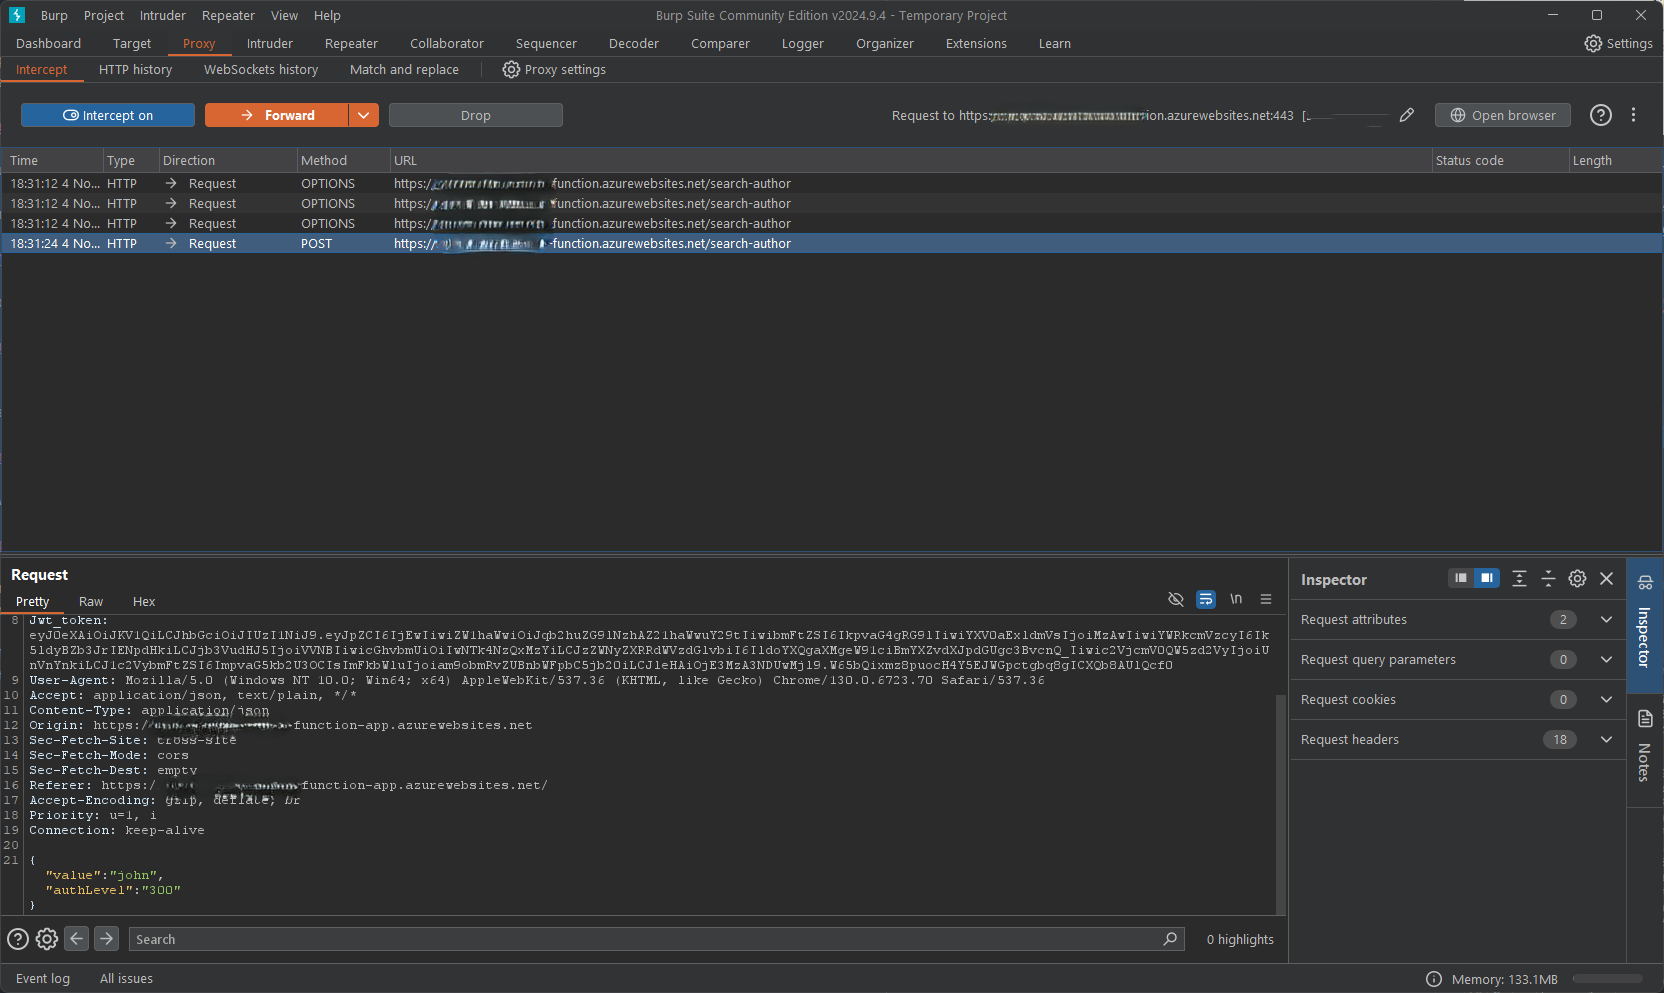 Burp Project Intruder Repeater View Help
Burp Suite Community Edition v2024.9.4 - Temporary Project
Dashboard Target Proxy Intruder Repeater Collaborator Sequencer Decoder Comparer Logger Organizer Extensions Learn
Settings
Intercept HTTP history WebSockets history Match and replace Proxy settings
Intercept on Forward Drop
Request to https: ion.azurewebsites.net:443 [
Open browser
Time Type Direction Method URL Status code Length
18:31:12 4 No... HTTP Request OPTIONS https:// function.azurewebsites.net/search-author
18:31:12 4 No... HTTP Request OPTIONS https:// function.azurewebsites.net/search-author
18:31:12 4 No... HTTP Request OPTIONS https:// function.azurewebsites.net/search-author
18:31:24 4 No... HTTP Request POST https:// -function.azurewebsites.net/search-author
Request
Pretty Raw Hex
\n
8 Jwt_token:
9 User-Agent: Mozilla/5.0 (Windows NT 10.0; Win64; x64) AppleWebKit/537.36 (KHTML, like Gecko) Chrome/130.0.6723.70 Safari/537.36
10 Accept: application/json, text/plain, */*
11 Content-Type: application/json
12 Origin: https:// function-app.azurewebsites.net
13 Sec-Fetch-Site: cross-site
14 Sec-Fetch-Mode: cors
15 Sec-Fetch-Dest: empty
16 Referer: https:/ function-app.azurewebsites.net/
17 Accept-Encoding: gzip, deflate, br
18 Priority: u=1, i
19 Connection: keep-alive
20
21 {
"value":"john",
"authLevel":"300"
}
Search
0 highlights
Inspector
Request attributes 2
Request query parameters 0
Request cookies 0
Request headers 18
Inspector
Notes
Event log All issues
Memory: 133.1MB